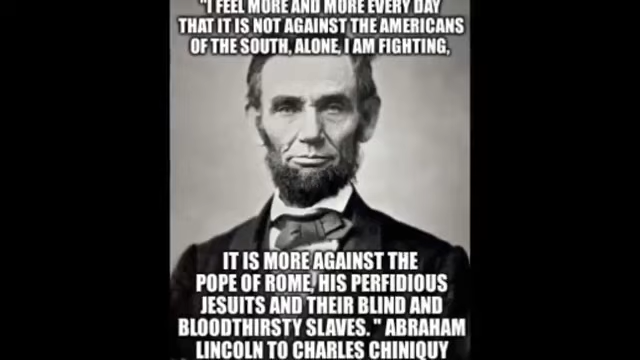 "I FEEL MORE AND MORE EVERY DAY
THAT IT IS NOT AGAINST THE AMERICANS
OF THE SOUTH, ALONE, I AM FIGHTING,
IT IS MORE AGAINST THE
POPE OF ROME, HIS PERFIDIOUS
JESUITS AND THEIR BLIND AND
BLOODTHIRSTY SLAVES." ABRAHAM
LINCOLN TO CHARLES CHINIQUY